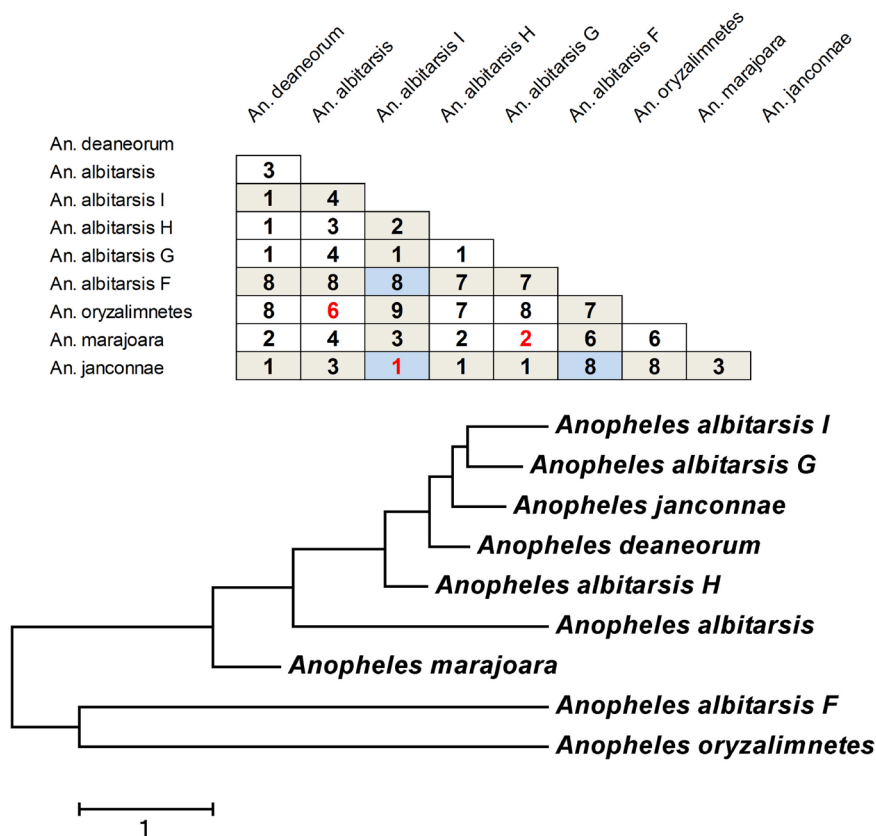 An. deaneorum
An. albitarsis
An. albitarsis I
An. albitarsis H
An. albitarsis G
An. albitarsis F
An. oryzalimnetes
An. marajoara
An. janconnae
An. deaneorum
An. albitarsis 3
An. albitarsis I 1 4
An. albitarsis H 1 3 2
An. albitarsis G 1 4 1 1
An. albitarsis F 8 8 8 7 7
An. oryzalimnetes 8 6 9 7 8 7
An. marajoara 2 4 3 2 2 6 6
An. janconnae 1 3 1 1 1 8 8 3
Anopheles albitarsis I
Anopheles albitarsis G
Anopheles janconnae
Anopheles deaneorum
Anopheles albitarsis H
Anopheles albitarsis
Anopheles marajoara
Anopheles albitarsis F
Anopheles oryzalimnetes
1